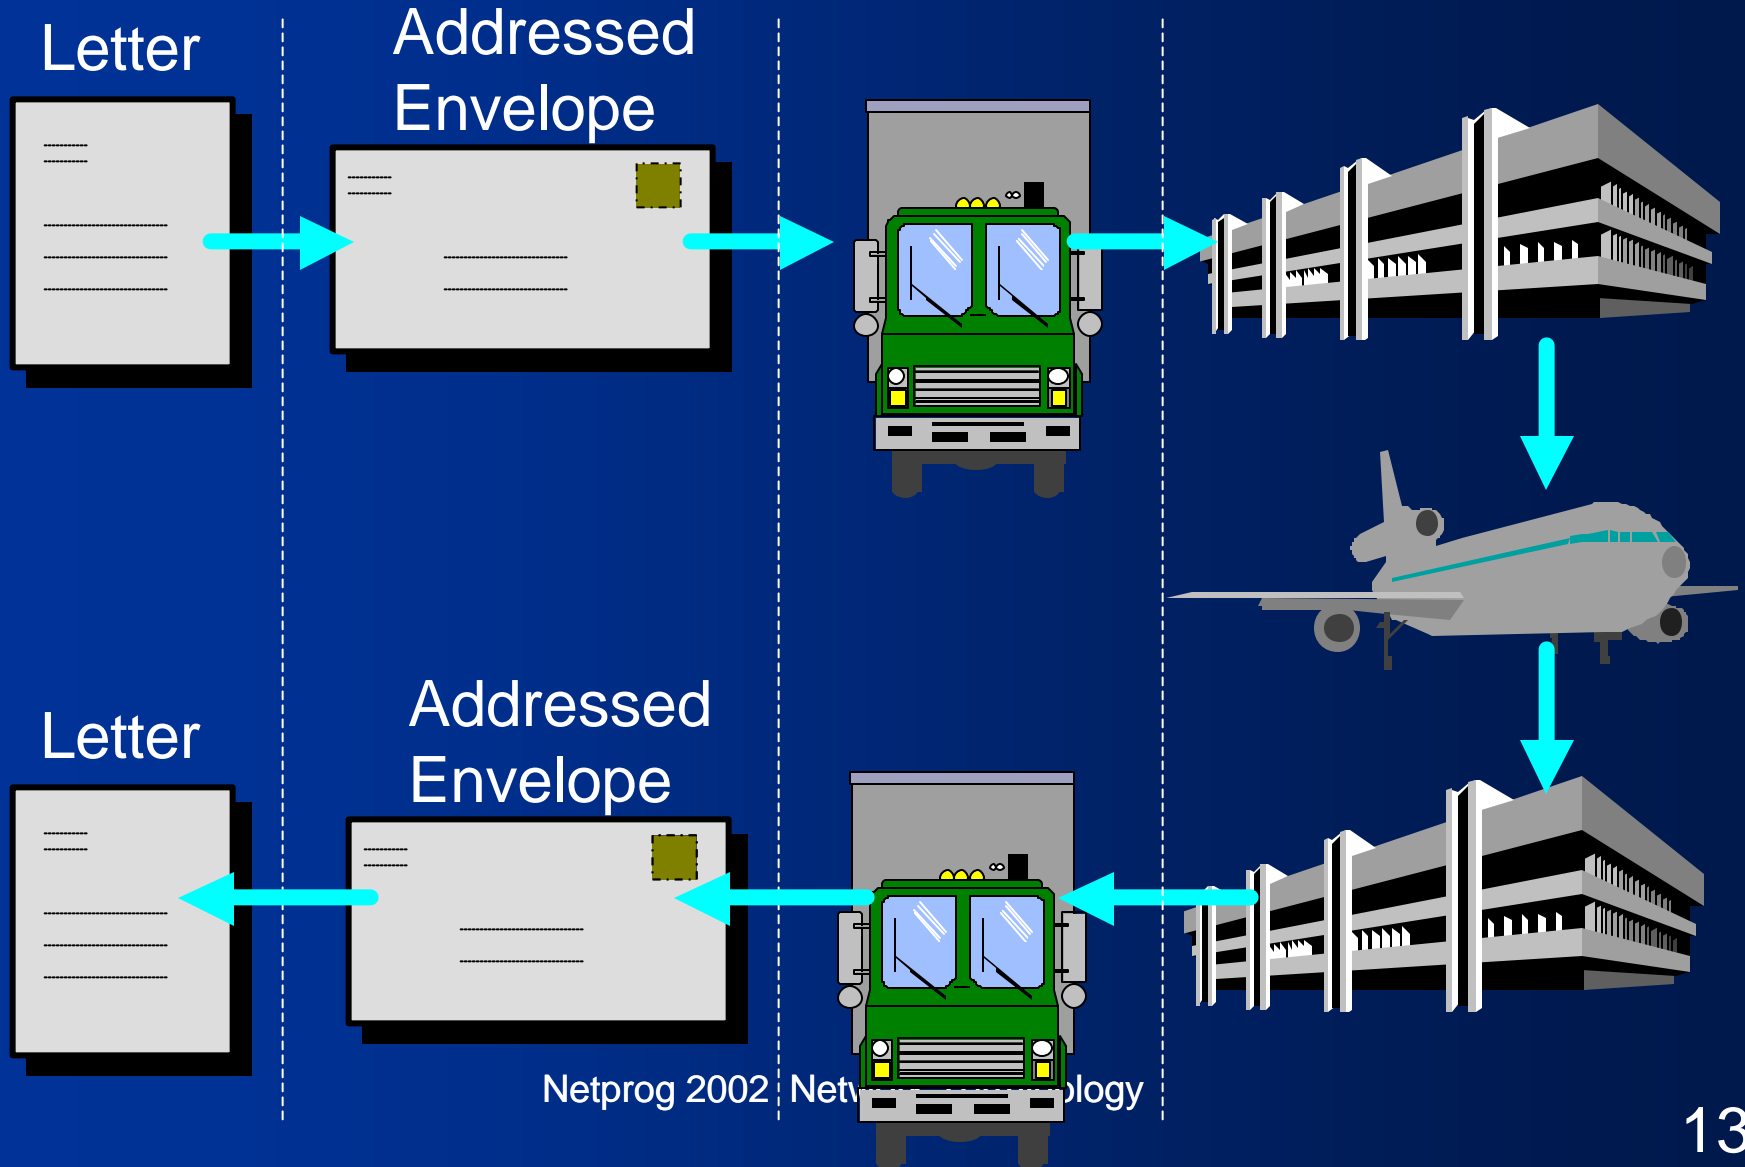 Letter
Addressed
Envelope
Letter
Addressed
Envelope
Netprog 2002
13